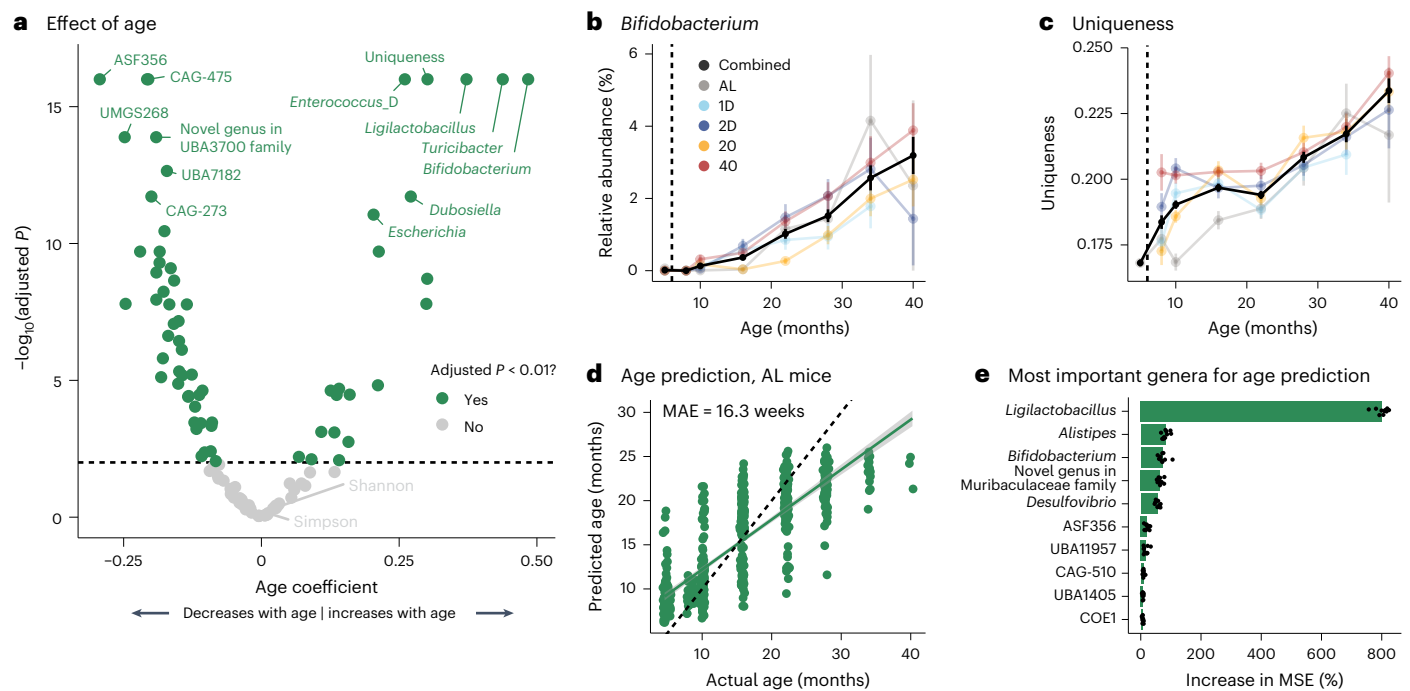 a Effect of age
ASF356
CAG-475
UMGS268
Novel genus in
UBA3700 family
UBA7182
CAG-273
Uniqueness
Enterococcus_D
Ligilactobacillus
Turicibacter
Bifidobacterium
Dubosiella
Escherichia
Adjusted P < 0.01?
Yes
No
Shannon
Simpson
15
10
5
0
−log10(adjusted P)
−0.25 0 0.25 0.50
Age coefficient
Decreases with age | increases with age
b Bifidobacterium
6
4
2
0
Relative abundance (%)
Combined
AL
1D
2D
20
40
10 20 30 40
Age (months)
c Uniqueness
0.250
0.225
0.200
0.175
Uniqueness
10 20 30 40
Age (months)
d Age prediction, AL mice
MAE = 16.3 weeks
30
25
20
15
10
Predicted age (months)
10 20 30 40
Actual age (months)
e Most important genera for age prediction
Ligilactobacillus
Alistipes
Bifidobacterium
Novel genus in
Muribaculaceae family
Desulfovibrio
ASF356
UBA11957
CAG-510
UBA1405
COE1
0 200 400 600 800
Increase in MSE (%)